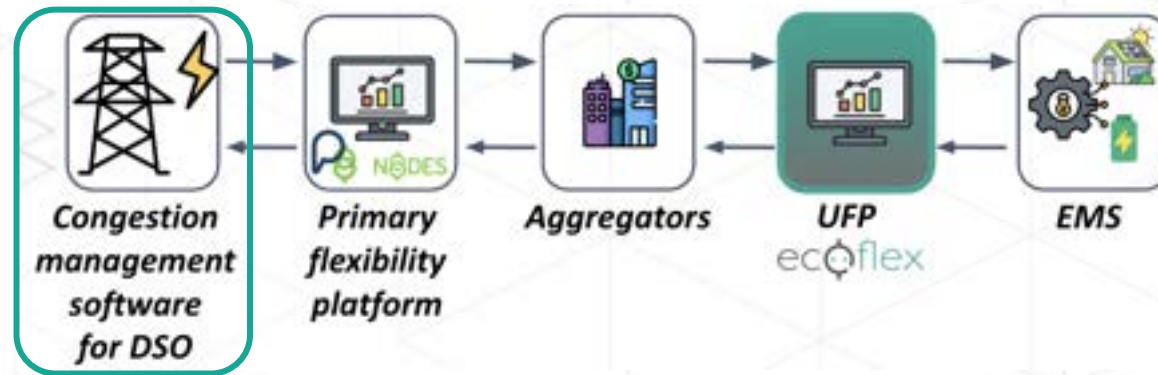 NODES
Congestion
management
software
for DSO
Primary
flexibility
platform
Aggregators
UFP
ecoflex
EMS